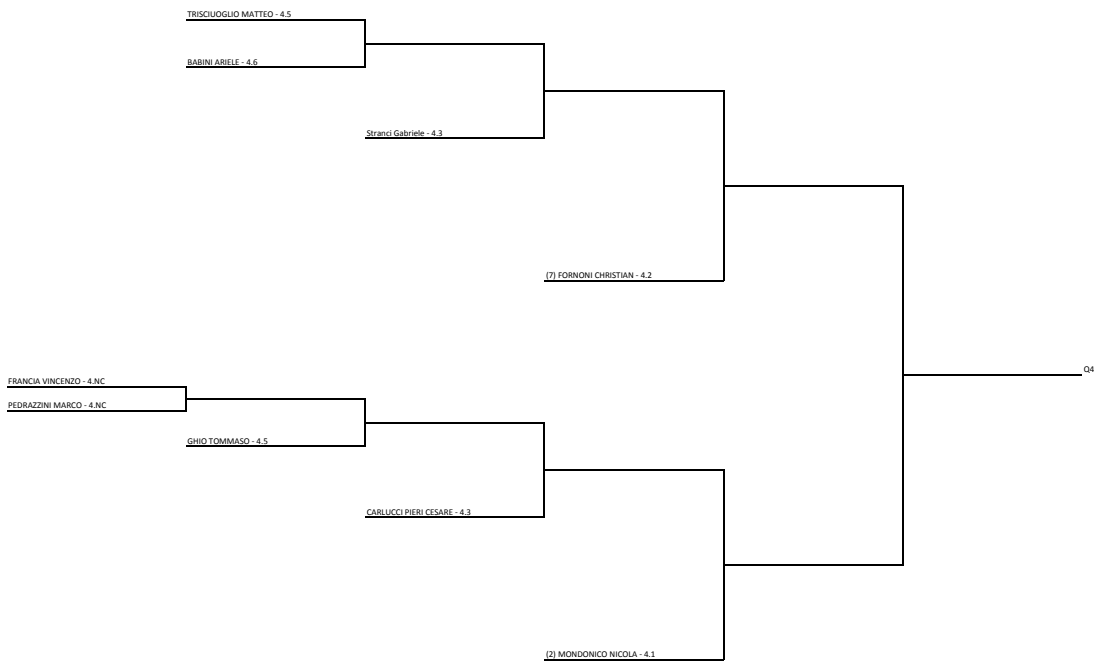 TRISCIUOGLIO MATTEO - 4.5
BABINI ARIELE - 4.6
Stranci Gabriele - 4.3
(7) FORNONI CHRISTIAN - 4.2
Q4
FRANCIA VINCENZO - 4.NC
PEDRAZZINI MARCO - 4.NC
GHIO TOMMASO - 4.5
CARLUCCI PIERI CESARE - 4.3
(2) MONDONICO NICOLA - 4.1